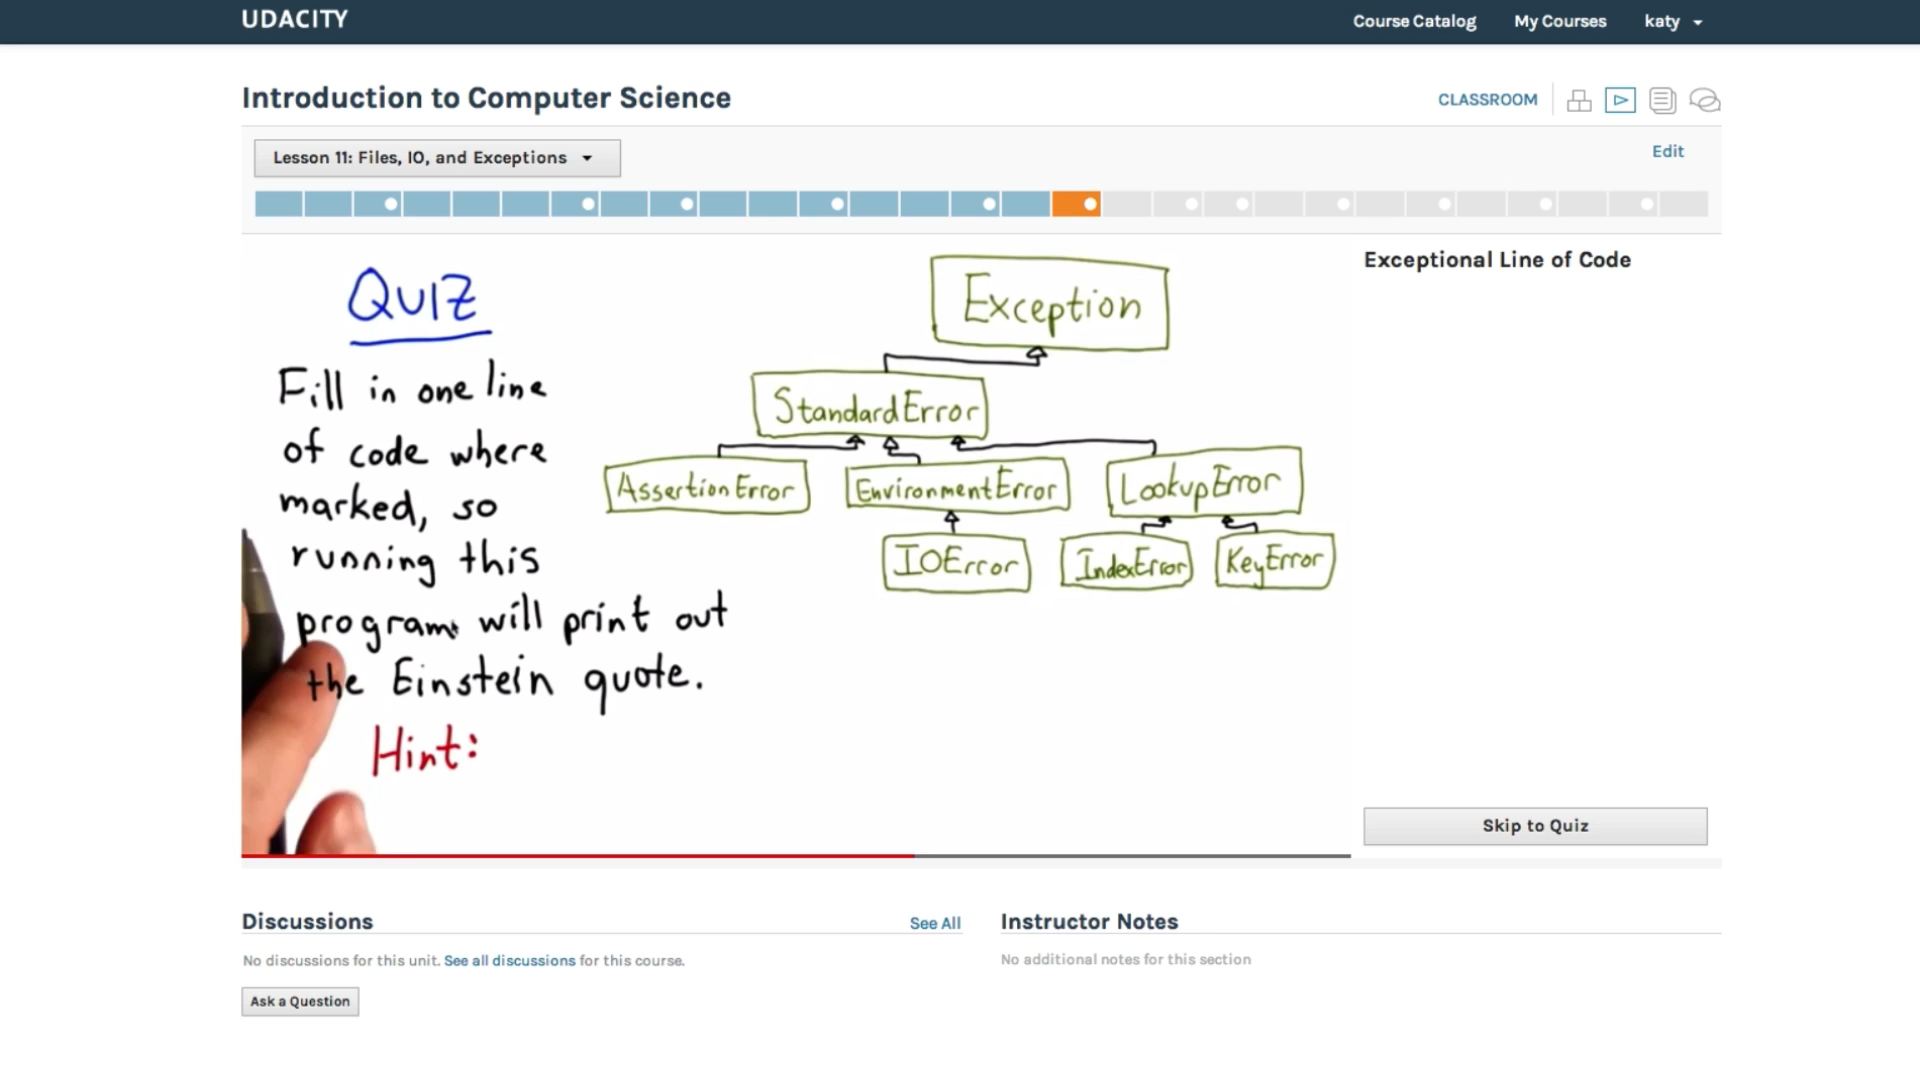 UDACITY
Course Catalog
My Courses
katy
Introduction to Computer Science
CLASSROOM
Lesson 11: Files, IO, and Exceptions
Edit
QUIZ
Fill in one line
of code where
marked, so
running this
program will print out
the Einstein quote.
Hint:
Exception
StandardError
AssertionError
EnvironmentError
LookupError
IOError
IndexError
KeyError
Exceptional Line of Code
Skip to Quiz
Discussions
See All
No discussions for this unit. See all discussions for this course.
Ask a Question
Instructor Notes
No additional notes for this section